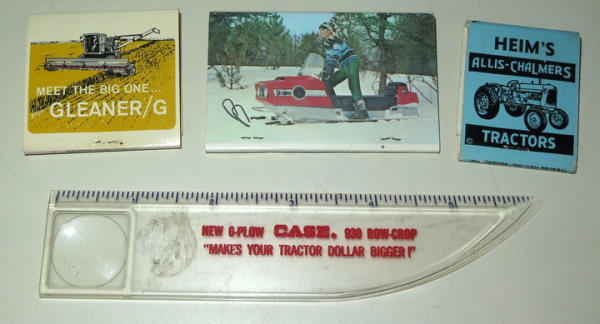 MEET THE BIG ONE...
GLEANER/G
HEIM'S
ALLIS-CHALMERS
TRACTORS
1
2
3
4
5
NEW 6-PLOW CASE. 930 ROW-CROP
"MAKES YOUR TRACTOR DOLLAR BIGGER!"